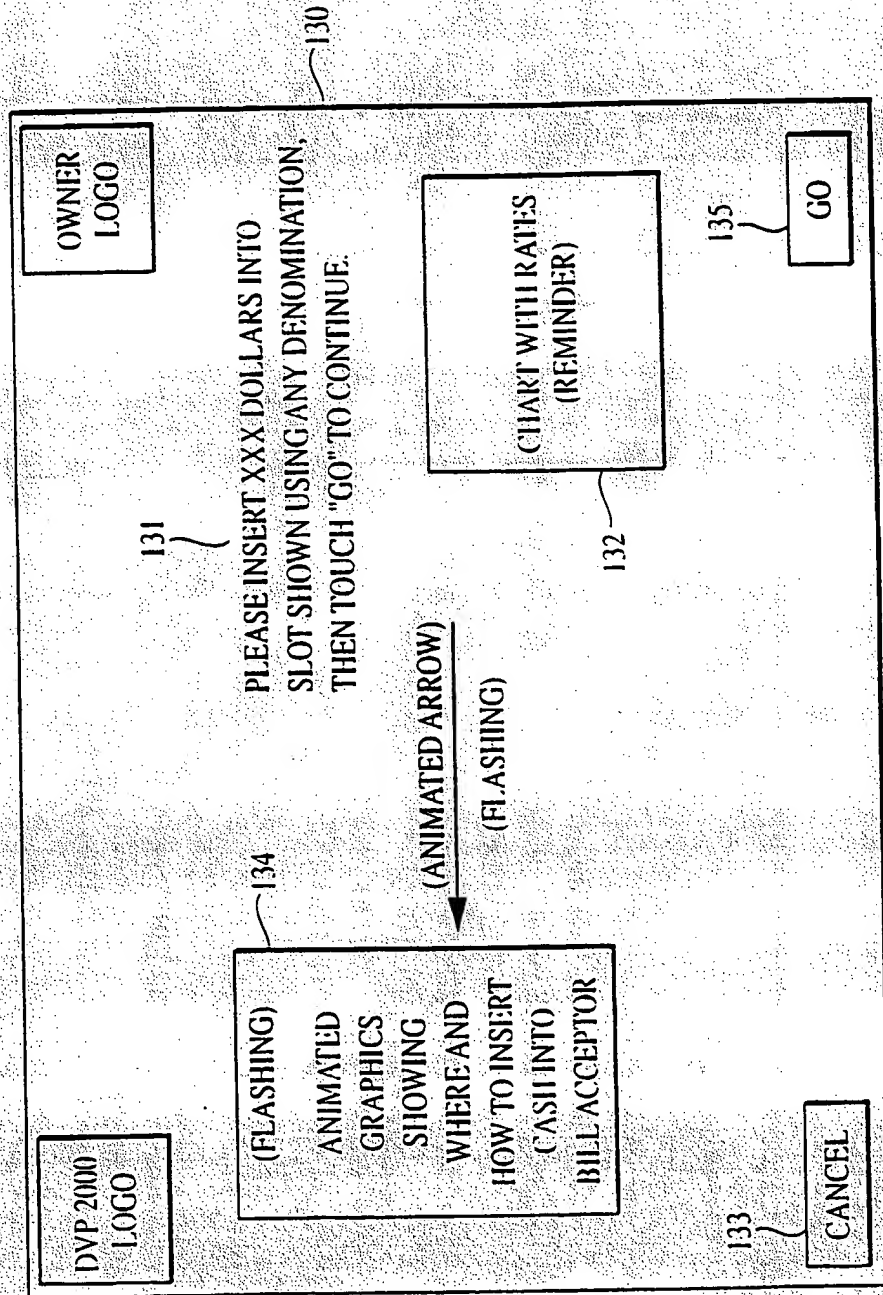 130
DVP 2000
LOGO
OWNER
LOGO
131
PLEASE INSERT XXX DOLLARS INTO
SLOT SHOWN USING ANY DENOMINATION,
THEN TOUCH "GO" TO CONTINUE.
134
(FLASHING)
ANIMATED
GRAPHICS
SHOWING
WHERE AND
HOW TO INSERT
CASH INTO
BILL ACCEPTOR
(ANIMATED ARROW)
(FLASHING)
CHART WITH RATES
(REMINDER)
132
133
CANCEL
135
GO